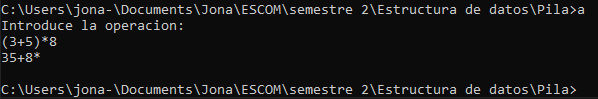 C:\Users\jona-\Documents\Jona\ESCOM\semestre 2\Estructura de datos\Pila>a
Introduce la operacion:
(3+5)*8
35+8*
C:\Users\jona-\Documents\Jona\ESCOM\semestre 2\Estructura de datos\Pila>